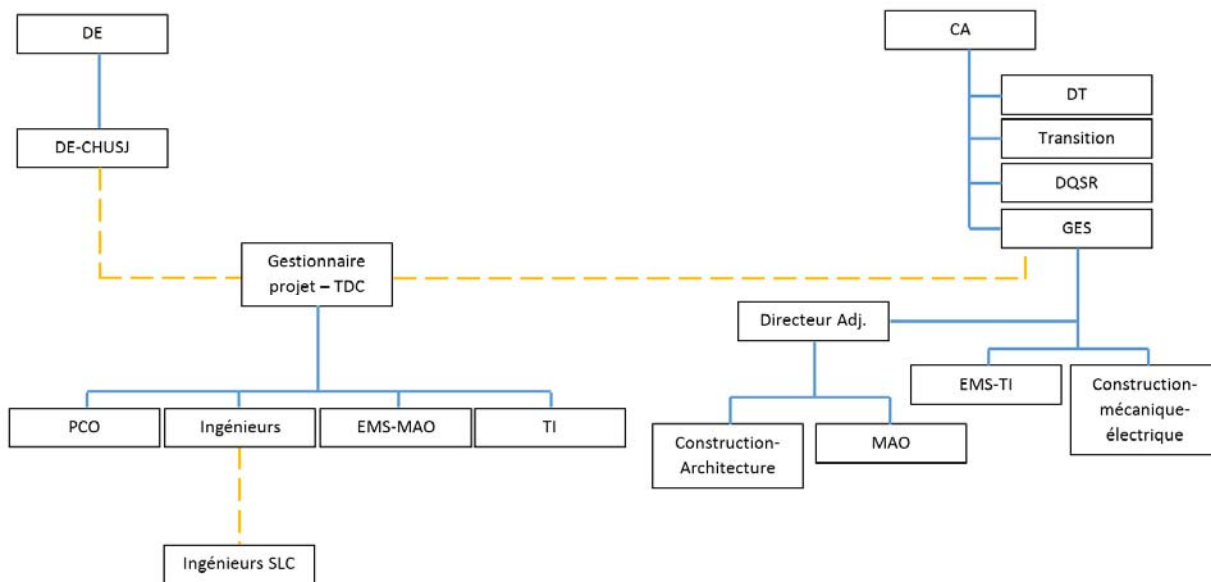 DE
CA
DT
DE-CHUSJ
Transition
DQSR
GES
Gestionnaire
projet – TDC
Directeur Adj.
EMS-TI
Construction-
mécanique-
électrique
PCO
Ingénieurs
EMS-MAO
TI
Construction-
Architecture
MAO
Ingénieurs SLC